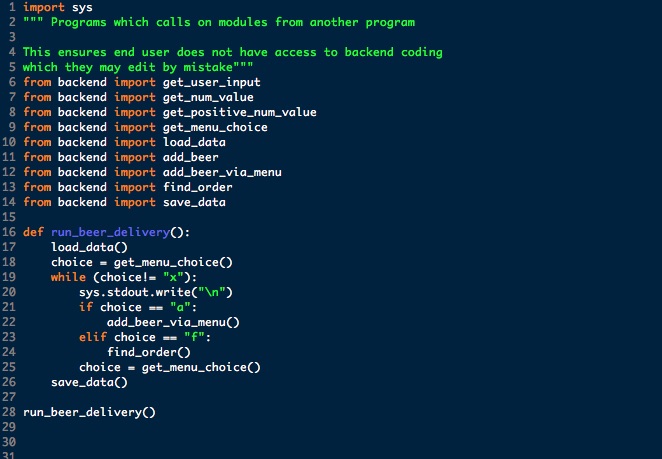 1 import sys
2 """ Programs which calls on modules from another program
3
4 This ensures end user does not have access to backend coding
5 which they may edit by mistake"""
6 from backend import get_user_input
7 from backend import get_num_value
8 from backend import get_positive_num_value
9 from backend import get_menu_choice
10 from backend import load_data
11 from backend import add_beer
12 from backend import add_beer_via_menu
13 from backend import find_order
14 from backend import save_data
15
16 def run_beer_delivery():
17     load_data()
18     choice = get_menu_choice()
19     while (choice!= "x"):
20         sys.stdout.write("\n")
21         if choice == "a":
22             add_beer_via_menu()
23         elif choice == "f":
24             find_order()
25         choice = get_menu_choice()
26     save_data()
27
28 run_beer_delivery()
29
30
31